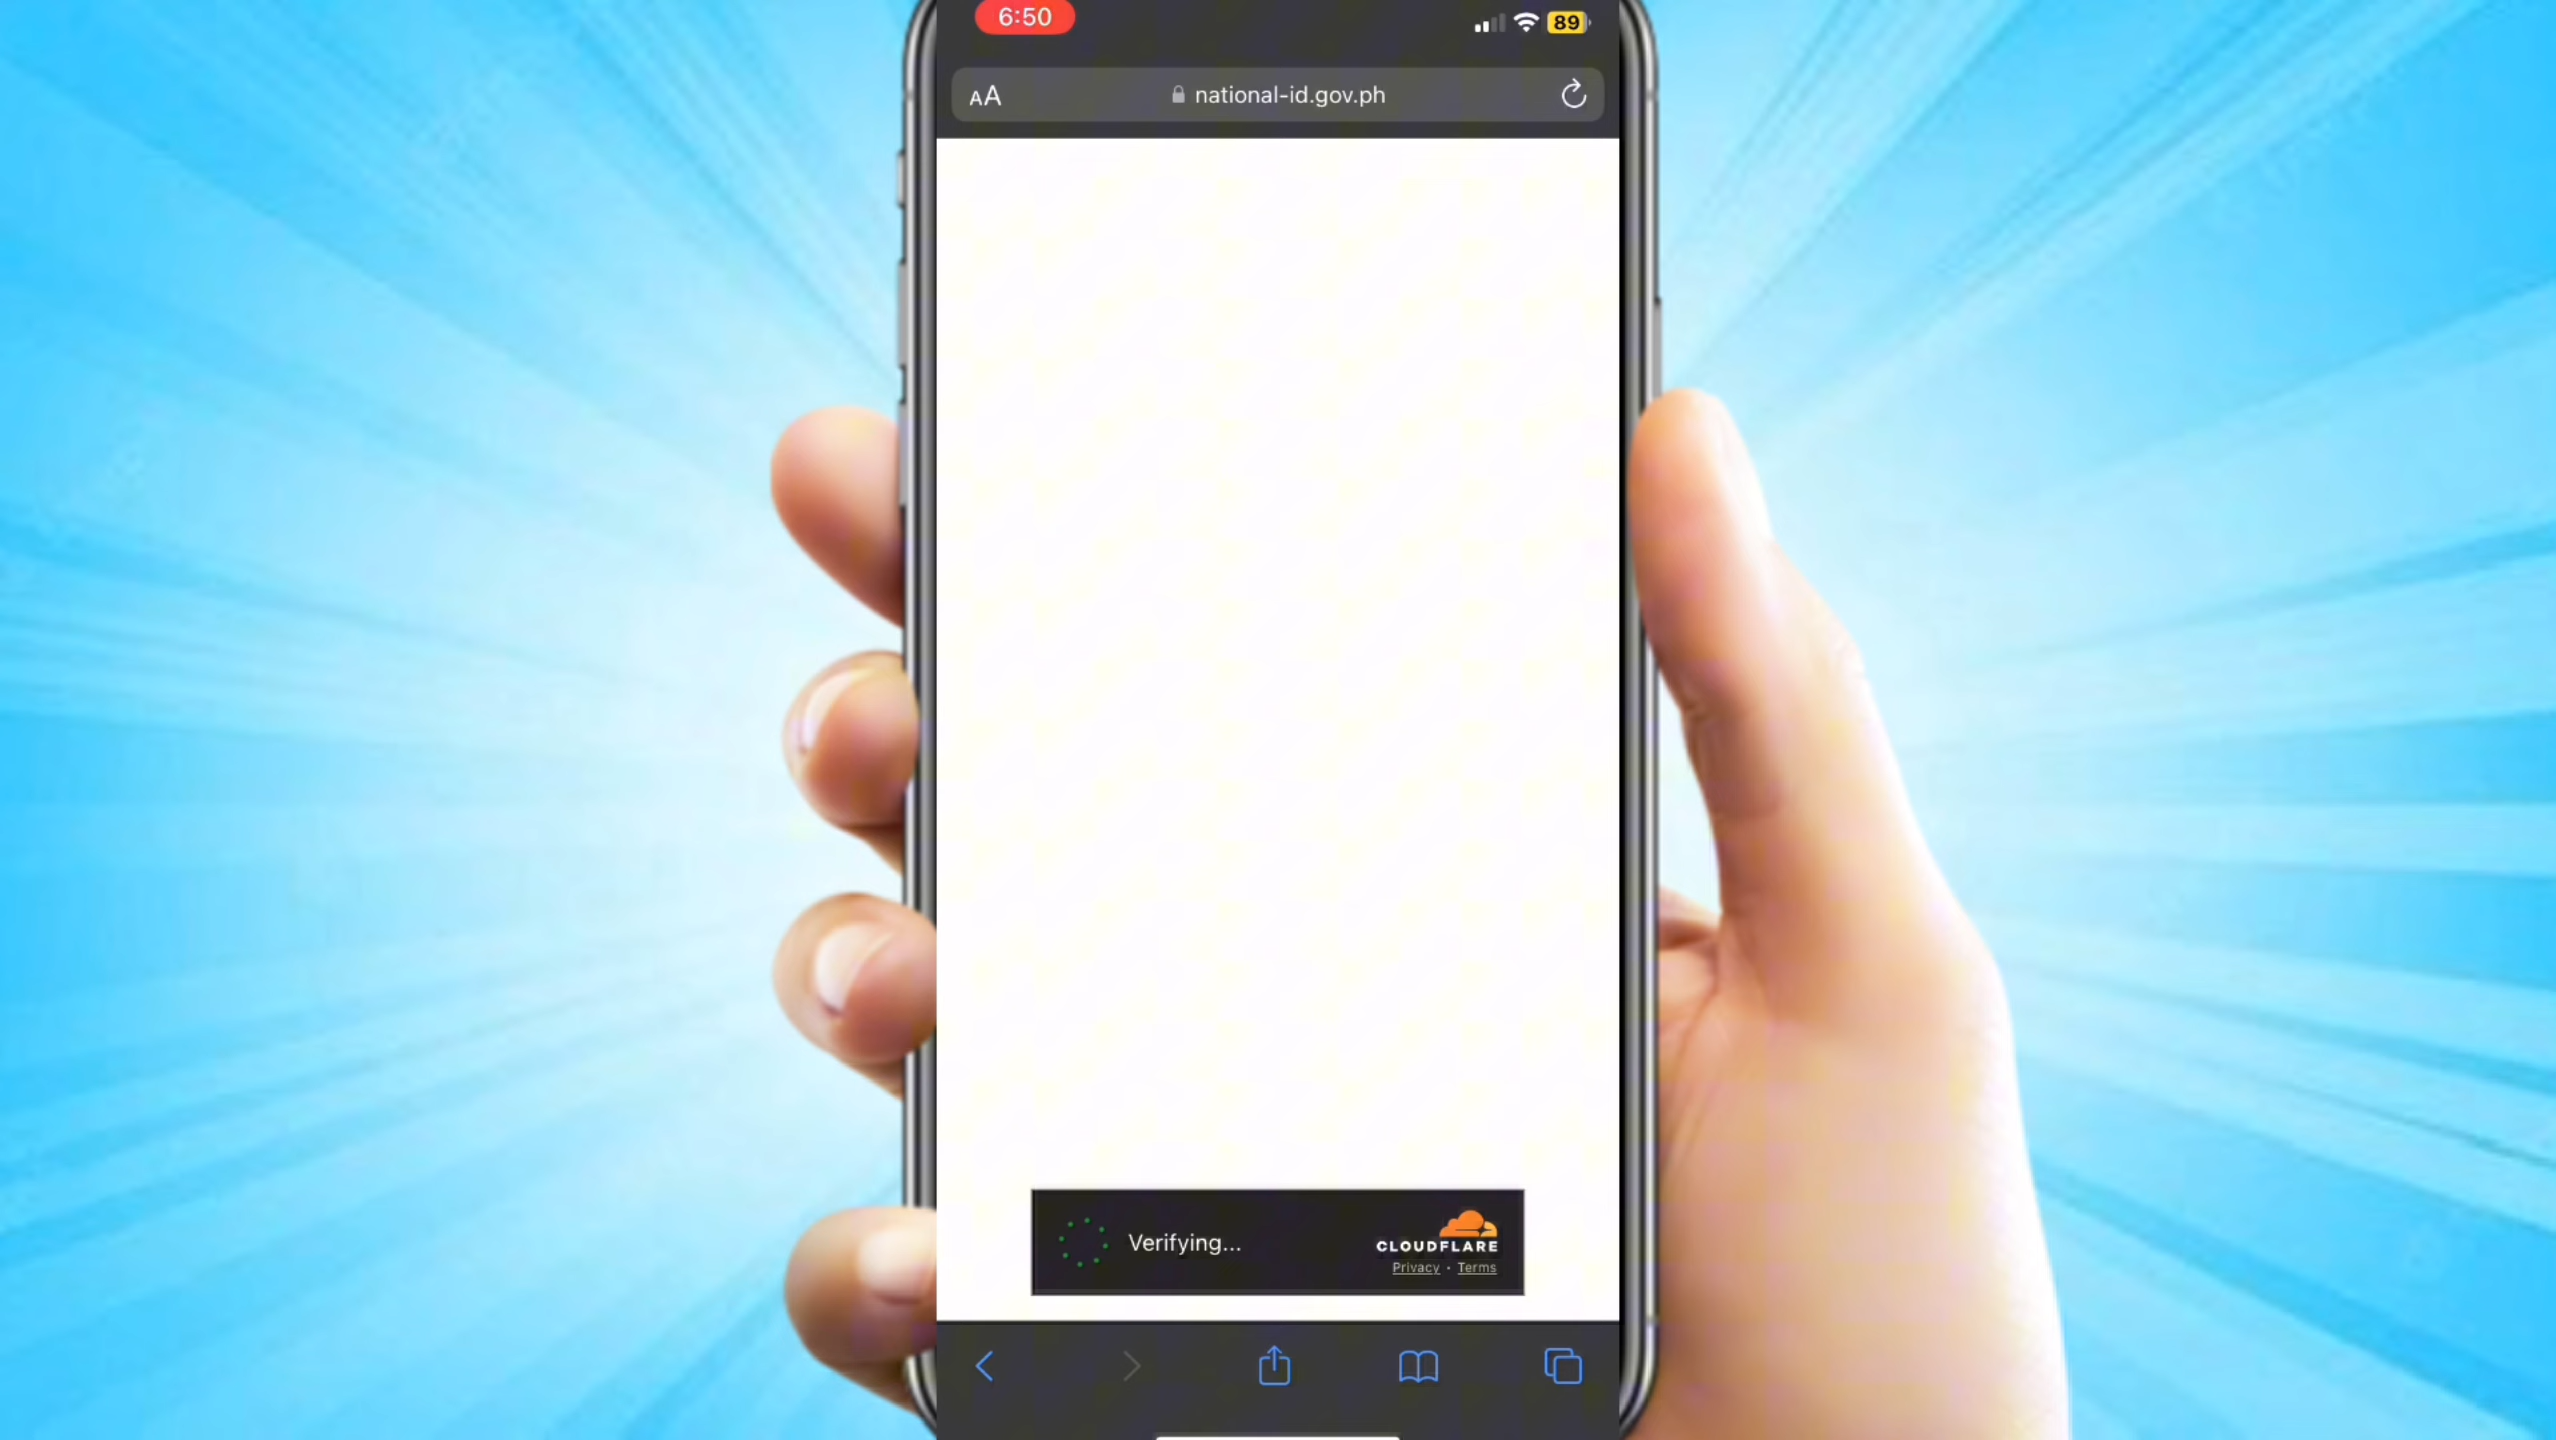 6:50
89
AA
national-id.gov.ph
Verifying...
CLOUDFLARE
Privacy • Terms